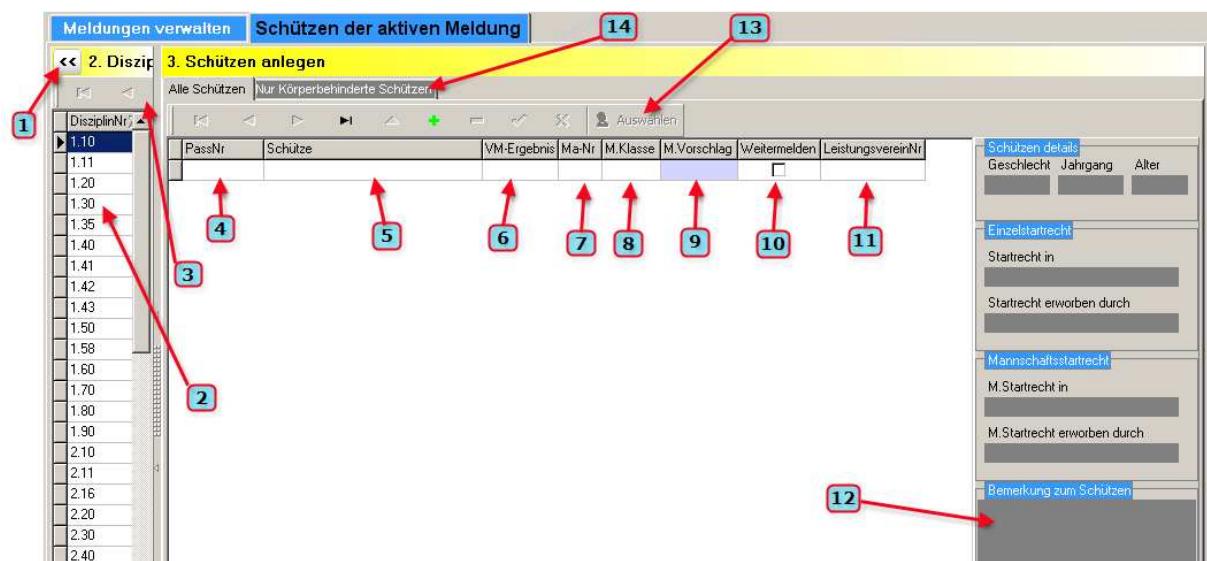 Meldungen verwalten Schützen der aktiven Meldung 14 13
<< 2. Diszip 3. Schützen anlegen
Alle Schützen Nur Körperbehinderte Schützen
1 Auswählen
DisziplinNr
PassNr Schütze VM-Ergebnis Ma-Nr M.Klasse M.Vorschlag Weitermelden LeistungsvereinNr
Schützen details
Geschlecht Jahrgang Alter
1.10
1.11
1.20
1.30
1.35
1.40
1.41
1.42
1.43
1.50
1.58
1.60
1.70
1.80
1.90
2.10
2.11
2.16
2.20
2.30
2.40
4 5 6 7 8 9 10 11
3
2
Einzelstartrecht
Startrecht in
Startrecht erworben durch
Mannschaftsstartrecht
M.Startrecht in
M.Startrecht erworben durch
12 Bemerkung zum Schützen